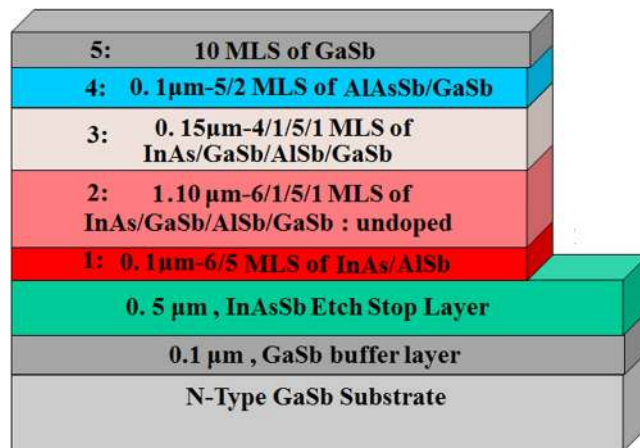 5: 10 MLS of GaSb
4: 0. 1μm-5/2 MLS of AlAsSb/GaSb
3: 0. 15μm-4/1/5/1 MLS of
InAs/GaSb/AlSb/GaSb
2: 1.10 μm-6/1/5/1 MLS of
InAs/GaSb/AlSb/GaSb : undoped
1: 0. 1μm-6/5 MLS of InAs/AlSb
0. 5 μm , InAsSb Etch Stop Layer
0.1 μm , GaSb buffer layer
N-Type GaSb Substrate